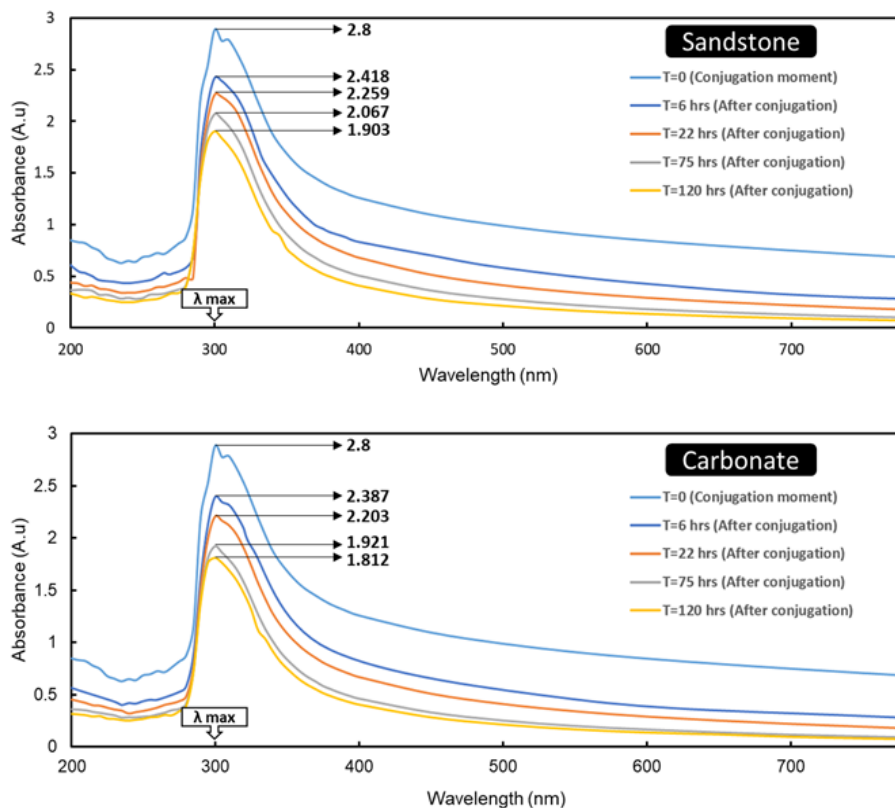 3
2.5
2
1.5
1
0.5
0
Absorbance (A.u)
2.8
2.418
2.259
2.067
1.903
Sandstone
T=0 (Conjugation moment)
T=6 hrs (After conjugation)
T=22 hrs (After conjugation)
T=75 hrs (After conjugation)
T=120 hrs (After conjugation)
λ max
200 300 400 500 600 700
Wavelength (nm)
3
2.5
2
1.5
1
0.5
0
Absorbance (A.u)
2.8
2.387
2.203
1.921
1.812
Carbonate
T=0 (Conjugation moment)
T=6 hrs (After conjugation)
T=22 hrs (After conjugation)
T=75 hrs (After conjugation)
T=120 hrs (After conjugation)
λ max
200 300 400 500 600 700
Wavelength (nm)